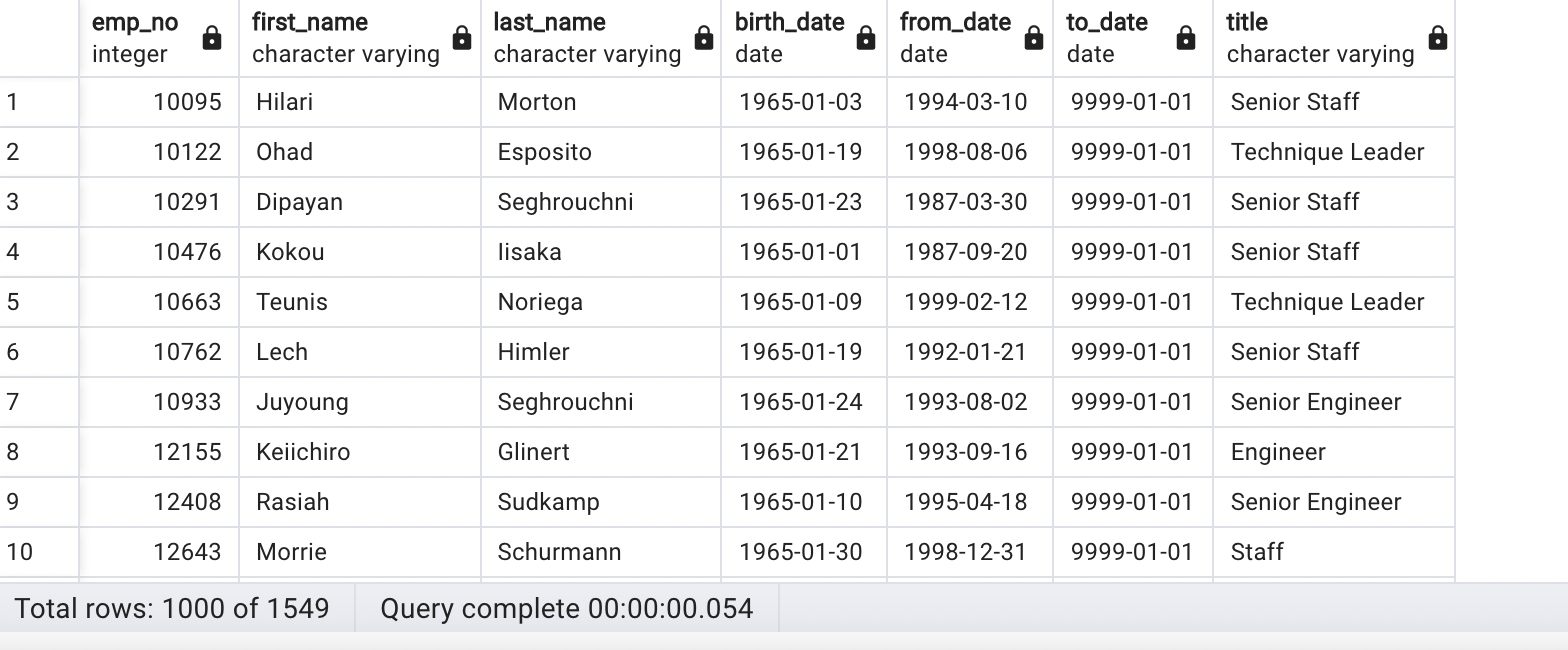 emp_no first_name last_name birth_date from_date to_date title
integer character varying character varying date date date character varying
1 10095 Hilari Morton 1965-01-03 1994-03-10 9999-01-01 Senior Staff
2 10122 Ohad Esposito 1965-01-19 1998-08-06 9999-01-01 Technique Leader
3 10291 Dipayan Seghrouchni 1965-01-23 1987-03-30 9999-01-01 Senior Staff
4 10476 Kokou Iisaka 1965-01-01 1987-09-20 9999-01-01 Senior Staff
5 10663 Teunis Noriega 1965-01-09 1999-02-12 9999-01-01 Technique Leader
6 10762 Lech Himler 1965-01-19 1992-01-21 9999-01-01 Senior Staff
7 10933 Juyoung Seghrouchni 1965-01-24 1993-08-02 9999-01-01 Senior Engineer
8 12155 Keiichiro Glinert 1965-01-21 1993-09-16 9999-01-01 Engineer
9 12408 Rasiah Sudkamp 1965-01-10 1995-04-18 9999-01-01 Senior Engineer
10 12643 Morrie Schurmann 1965-01-30 1998-12-31 9999-01-01 Staff
Total rows: 1000 of 1549 Query complete 00:00:00.054